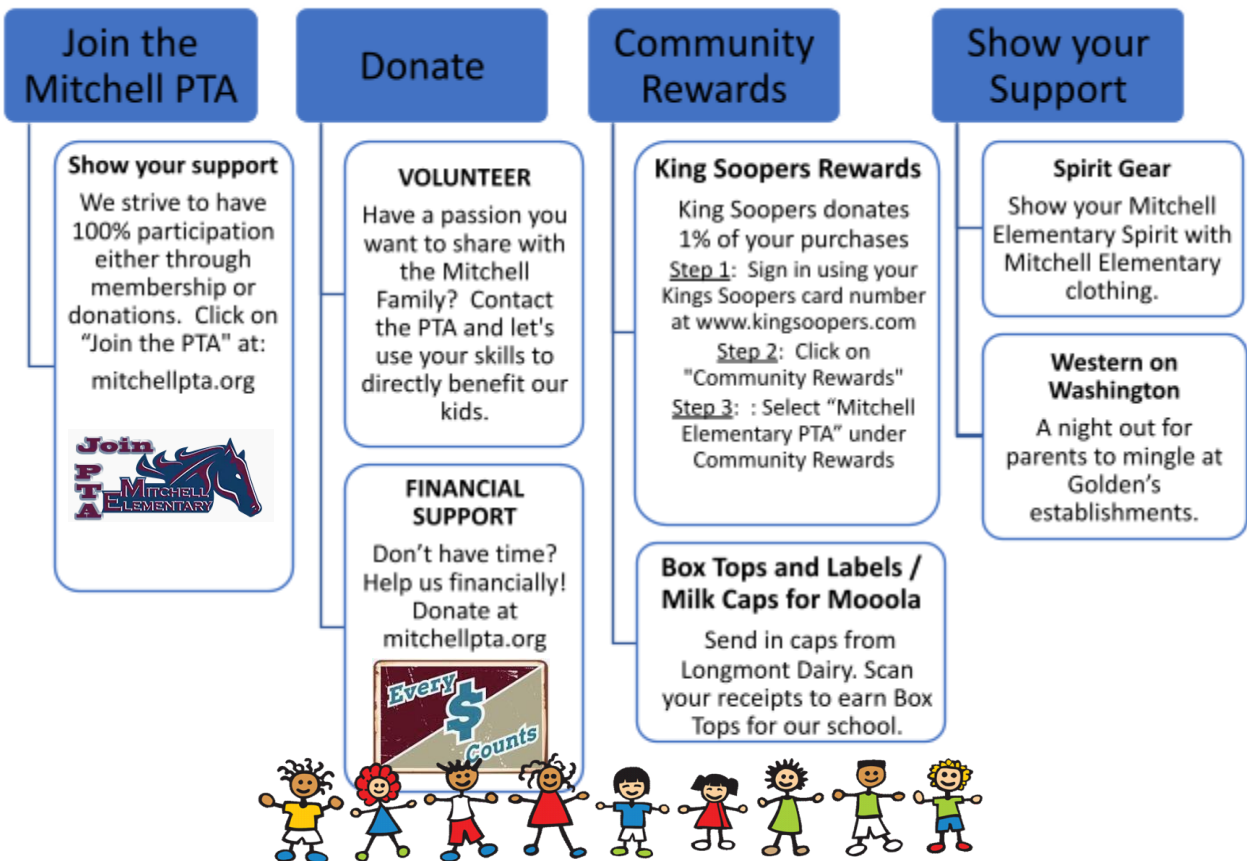 Join the
Mitchell PTA
Show your support
We strive to have
100% participation
either through
membership or
donations.  Click on
“Join the PTA" at:
mitchellpta.org
Join
PTA
MITCHELL
ELEMENTARY
Donate
VOLUNTEER
Have a passion you
want to share with
the Mitchell
Family?  Contact
the PTA and let's
use your skills to
directly benefit our
kids.
FINANCIAL
SUPPORT
Don’t have time?
Help us financially!
Donate at
mitchellpta.org
Every
$
Counts
Community
Rewards
King Soopers Rewards
King Soopers donates
1% of your purchases
Step 1:  Sign in using your
Kings Soopers card number
at www.kingsoopers.com
Step 2:  Click on
"Community Rewards"
Step 3:  : Select “Mitchell
Elementary PTA” under
Community Rewards
Box Tops and Labels /
Milk Caps for Mooola
Send in caps from
Longmont Dairy. Scan
your receipts to earn Box
Tops for our school.
Show your
Support
Spirit Gear
Show your Mitchell
Elementary Spirit with
Mitchell Elementary
clothing.
Western on
Washington
A night out for
parents to mingle at
Golden’s
establishments.